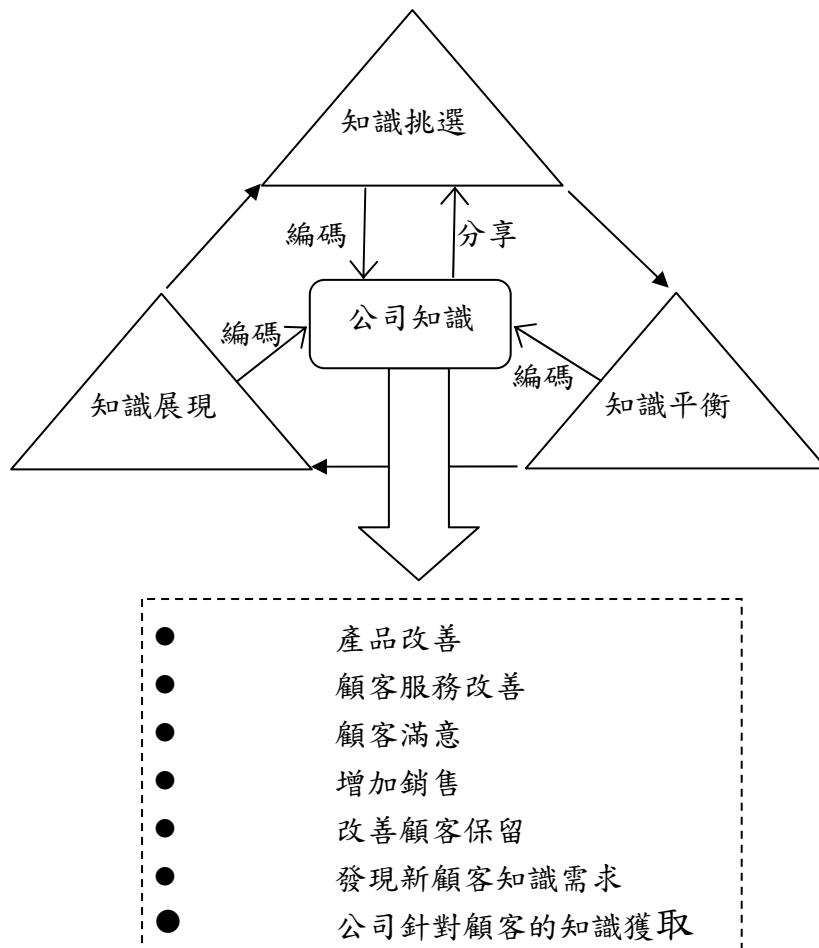 知識挑選
編碼
分享
公司知識
編碼
編碼
知識展現
知識平衡
● 產品改善
● 顧客服務改善
● 顧客滿意
● 增加銷售
● 改善顧客保留
● 發現新顧客知識需求
● 公司針對顧客的知識獲取